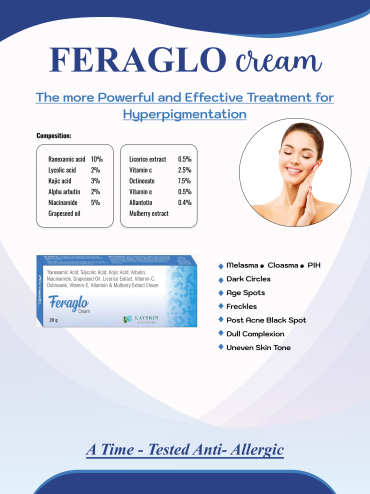 FERAGLO cream
The more Powerful and Effective Treatment for
Hyperpigmentation
Composition:
Ranexamic acid 10%
Lycolic acid 2%
Kojic acid 3%
Alpha arbutin 2%
Niacinamide 5%
Grapeseed oil
Licorice extract 0.5%
Vitamin c 2.5%
Octinoxate 7.5%
Vitamin e 0.5%
Allantotin 0.4%
Mulberry extract
Tranexamic Acid, Glycolic Acid, Kojic Acid, Arbutin,
Niacinamide, Grapeseed Oil, Licorice Extract, Vitamin-C,
Octinoxate, Vitamin-E, Allantoin & Mulberry Extract Cream
Feraglo
Cream
20 g
LAYSKIN
Melasma Cloasma PIH
Dark Circles
Age Spots
Freckles
Post Acne Black Spot
Dull Complexion
Uneven Skin Tone
A Time - Tested Anti- Allergic